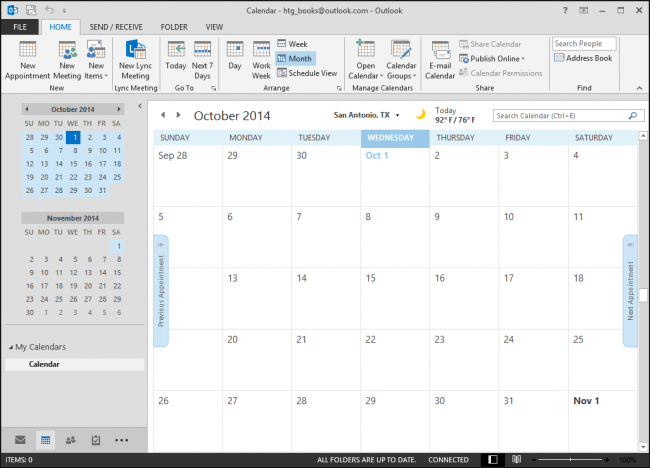 Calendar - htg_books@outlook.com - Outlook
FILE HOME SEND / RECEIVE FOLDER VIEW
New Appointment
New Meeting
New Items
New
New Lync Meeting
Lync Meeting
Today
Next 7 Days
Go To
Day
Work Week
Week
Month
Schedule View
Arrange
Open Calendar
Calendar Groups
Manage Calendars
E-mail Calendar
Share Calendar
Publish Online
Calendar Permissions
Share
Search People
Address Book
Find
October 2014
SU MO TU WE TH FR SA
28 29 30 1 2 3 4
5 6 7 8 9 10 11
12 13 14 15 16 17 18
19 20 21 22 23 24 25
26 27 28 29 30 31
November 2014
SU MO TU WE TH FR SA
1
2 3 4 5 6 7 8
9 10 11 12 13 14 15
16 17 18 19 20 21 22
23 24 25 26 27 28 29
30 1 2 3 4 5 6
My Calendars
Calendar
October 2014
San Antonio, TX
Today
92°F/76°F
Search Calendar (Ctrl+E)
SUNDAY MONDAY TUESDAY WEDNESDAY THURSDAY FRIDAY SATURDAY
Sep 28 29 30 Oct 1 2 3 4
5 6 7 8 9 10 11
Previous Appointment
Next Appointment
13 14 15 16 17 18
20 21 22 23 24 25
26 27 28 29 30 31 Nov 1
ITEMS: 0
ALL FOLDERS ARE UP TO DATE.
CONNECTED
100%